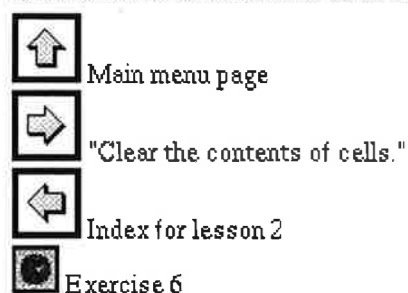 Main menu page
"Clear the contents of cells."
Index for lesson 2
Exercise 6